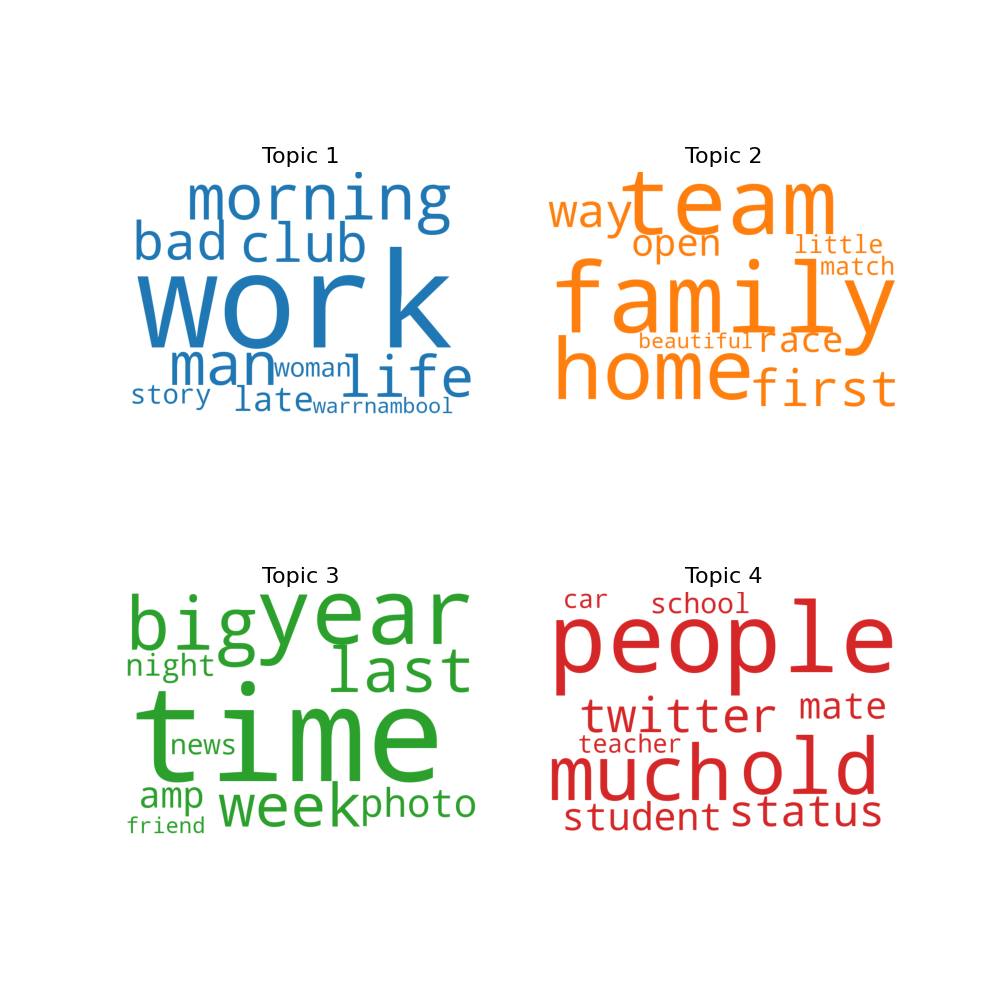 Topic 1
morning
bad club
work
man woman life
story late warrnambool
Topic 2
way team
open little
match
family
beautiful race
home first
Topic 3
big year
night last
time
news
amp week photo
friend
Topic 4
car school
people
twitter mate
teacher
much old
student status